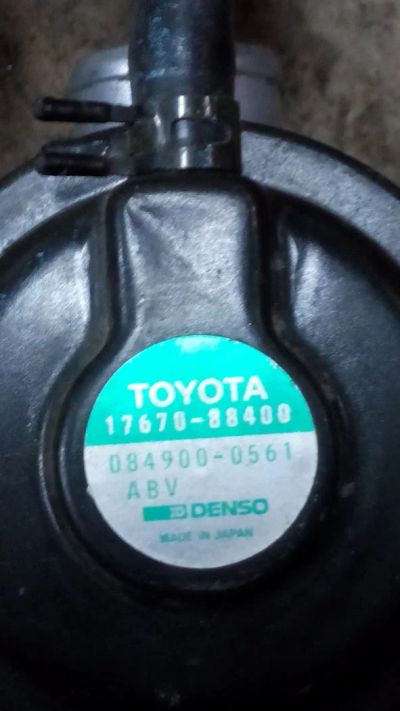 TOYOTA
17670-88400
084900-0561
ABV
DENSO
MADE IN JAPAN